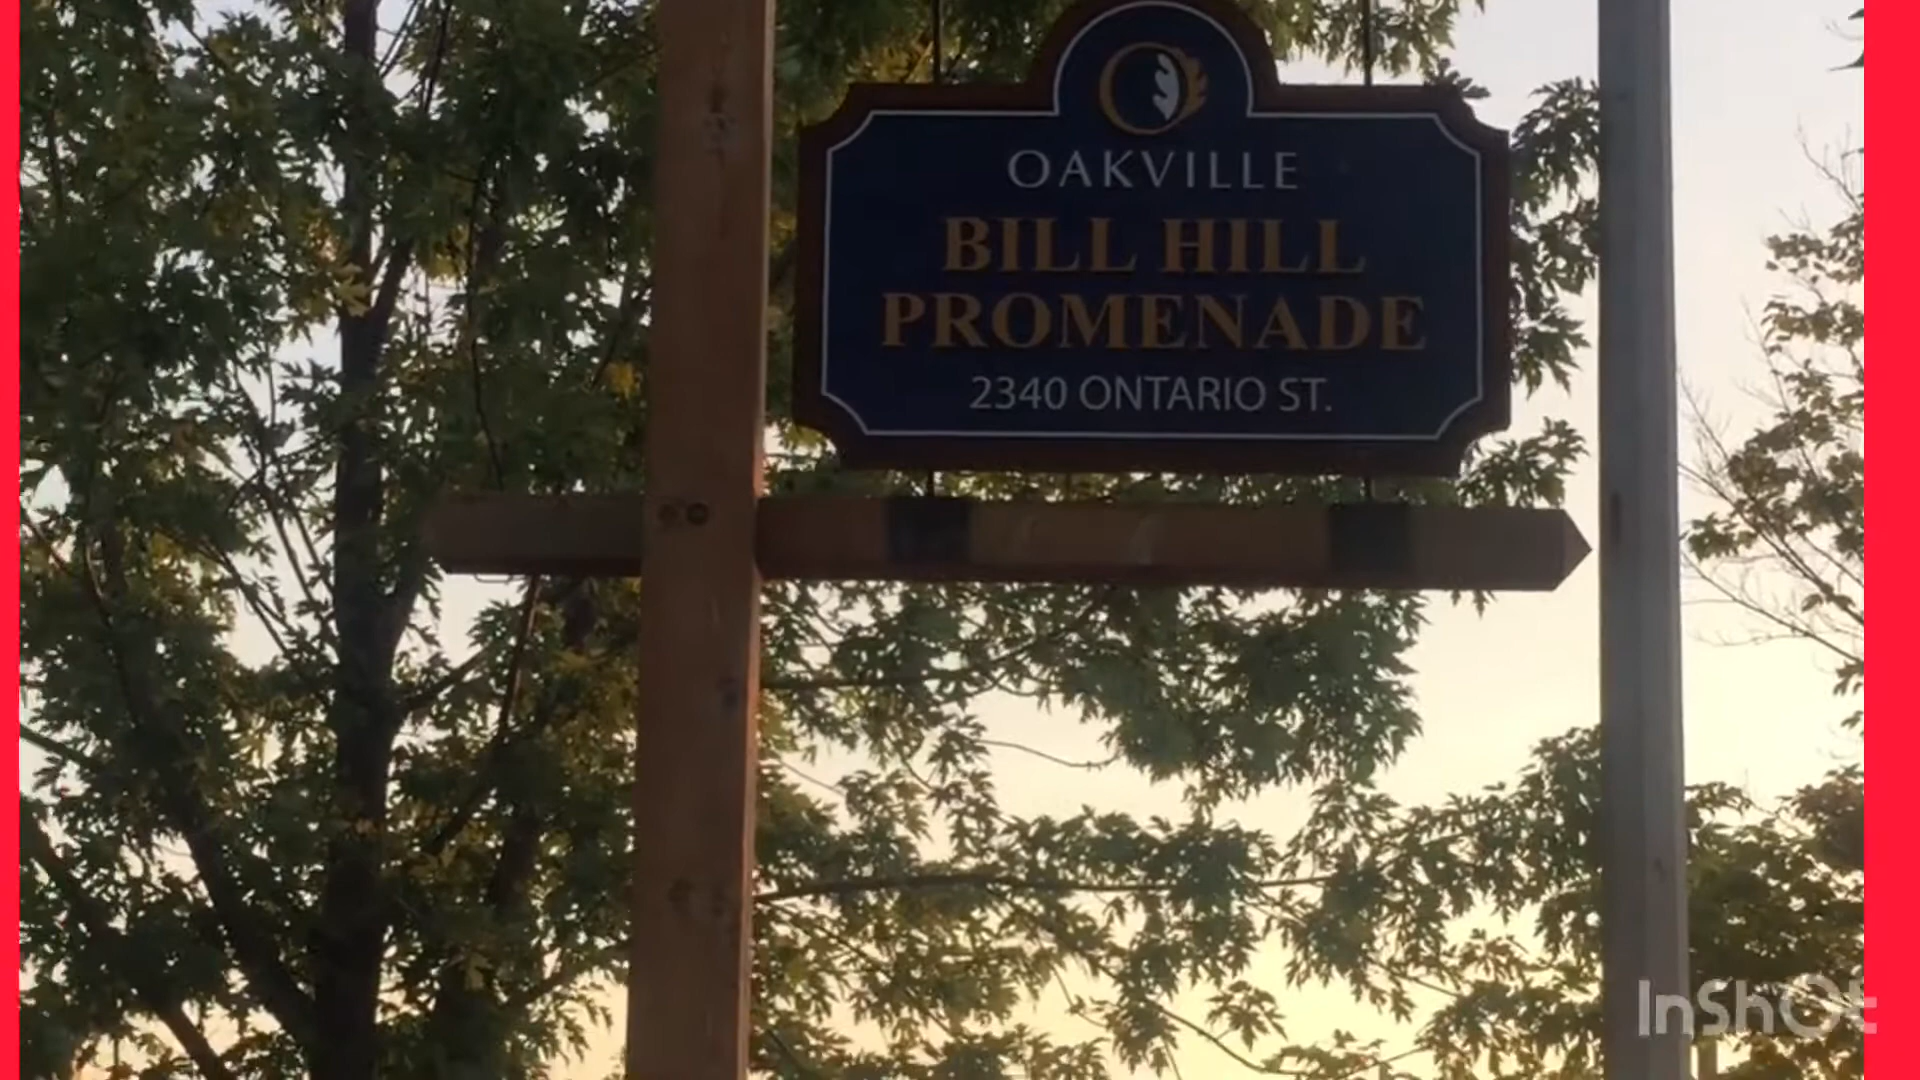 OAKVILLE
BILL HILL
PROMENADE
2340 ONTARIO ST.
InShOt